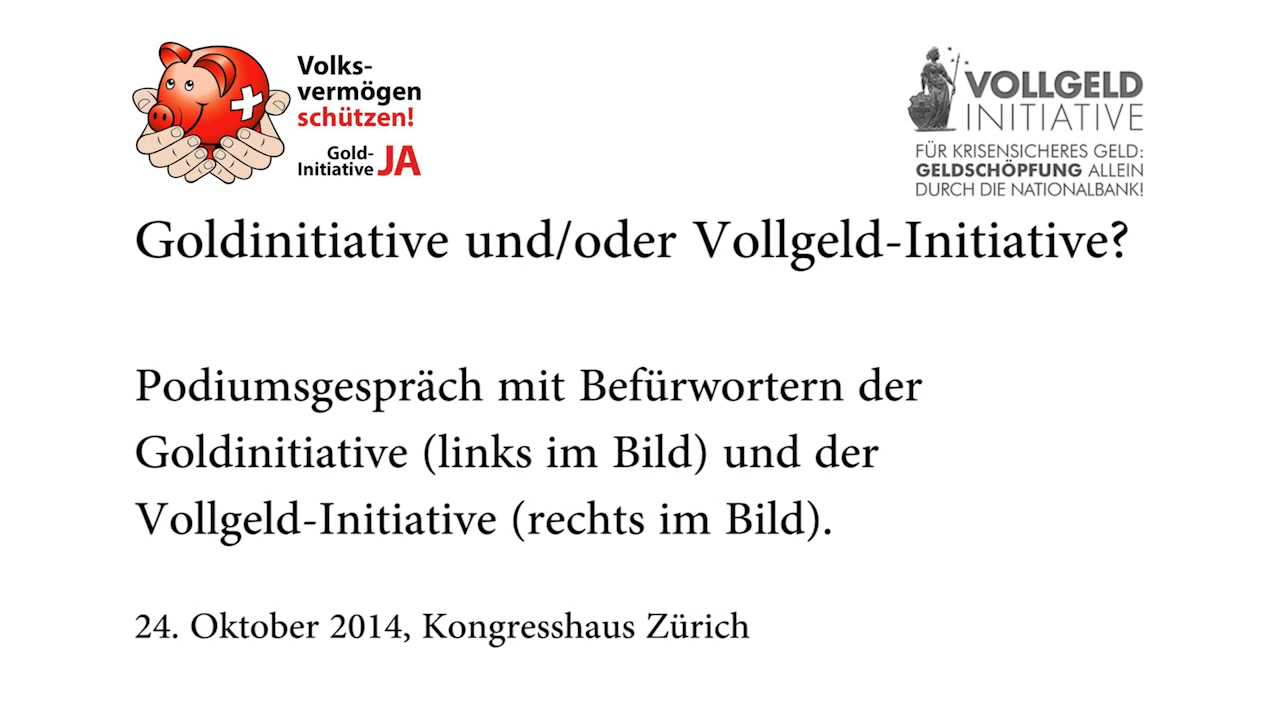 Volks-
vermögen
schützen!
Gold-
Initiative JA
VOLLGELD
INITIATIVE
FÜR KRISENSICHERES GELD:
GELDSCHÖPFUNG ALLEIN
DURCH DIE NATIONALBANK!
Goldinitiative und/oder Vollgeld-Initiative?
Podiumsgespräch mit Befürwortern der
Goldinitiative (links im Bild) und der
Vollgeld-Initiative (rechts im Bild).
24. Oktober 2014, Kongresshaus Zürich